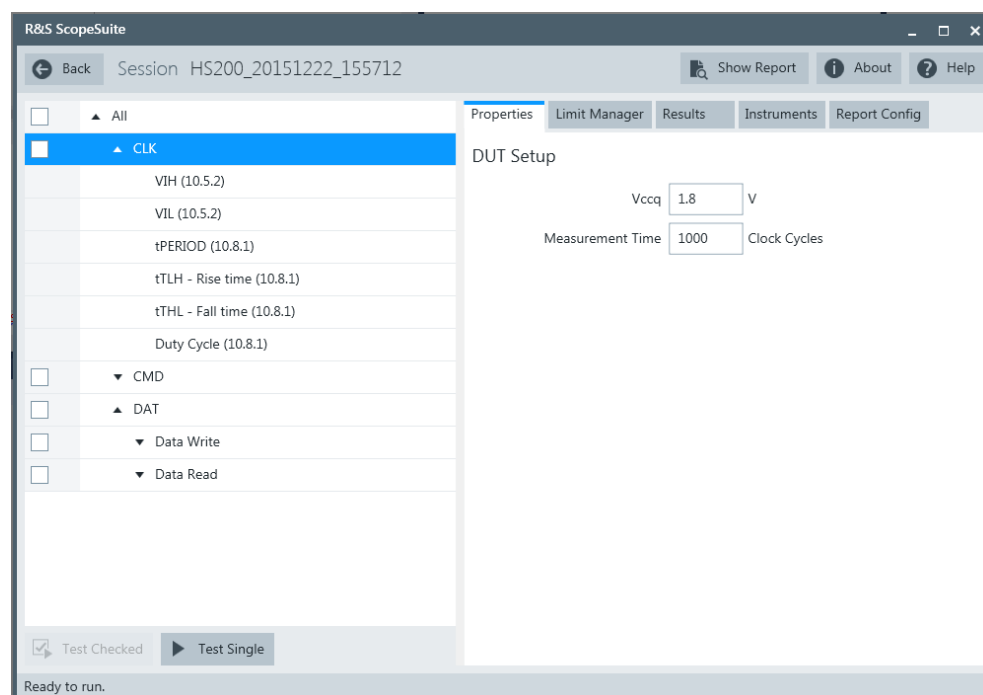 R&S ScopeSuite
Back Session HS200_20151222_155712 Show Report About Help
All
CLK
VIH (10.5.2)
VIL (10.5.2)
tPERIOD (10.8.1)
tTLH - Rise time (10.8.1)
tTHL - Fall time (10.8.1)
Duty Cycle (10.8.1)
CMD
DAT
Data Write
Data Read
Test Checked Test Single
Properties Limit Manager Results Instruments Report Config
DUT Setup
Vccq 1.8 V
Measurement Time 1000 Clock Cycles
Ready to run.